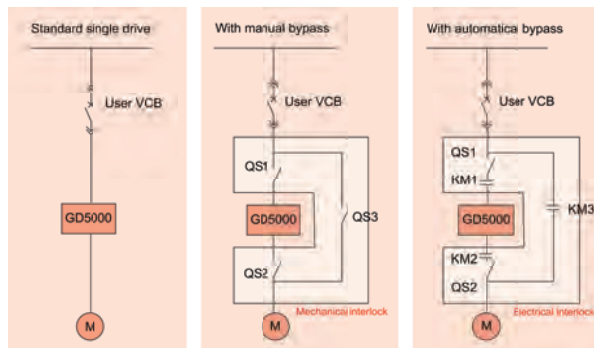 Standard single drive
User VCB
GD5000
M
With manual bypass
User VCB
QS1
GD5000
QS3
QS2
Mechanical interlock
M
With automatica bypass
User VCB
QS1
KM1
GD5000
KM3
KM2
QS2
Electrical interlock
M